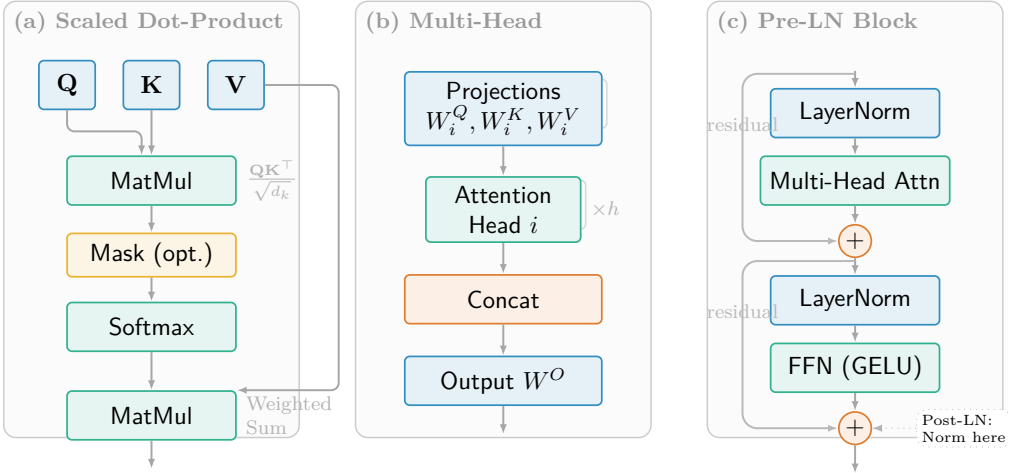 (a) Scaled Dot-Product
Q
K
V
MatMul
QK⊤
√dk
Mask (opt.)
Softmax
MatMul
Weighted
Sum
(b) Multi-Head
Projections
W_i^Q, W_i^K, W_i^V
Attention
Head i
×h
Concat
Output W^O
(c) Pre-LN Block
LayerNorm
residual
Multi-Head Attn
+
LayerNorm
residual
FFN (GELU)
+
Post-LN:
Norm here